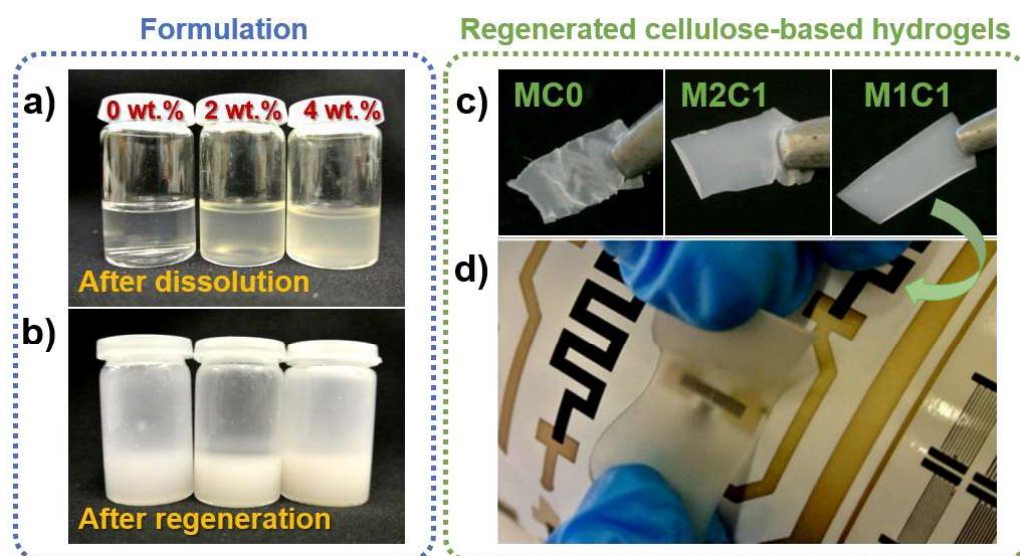 Formulation
a)
0 wt.% 2 wt.% 4 wt.%
After dissolution
b)
After regeneration
Regenerated cellulose-based hydrogels
c)
MC0 M2C1 M1C1
d)